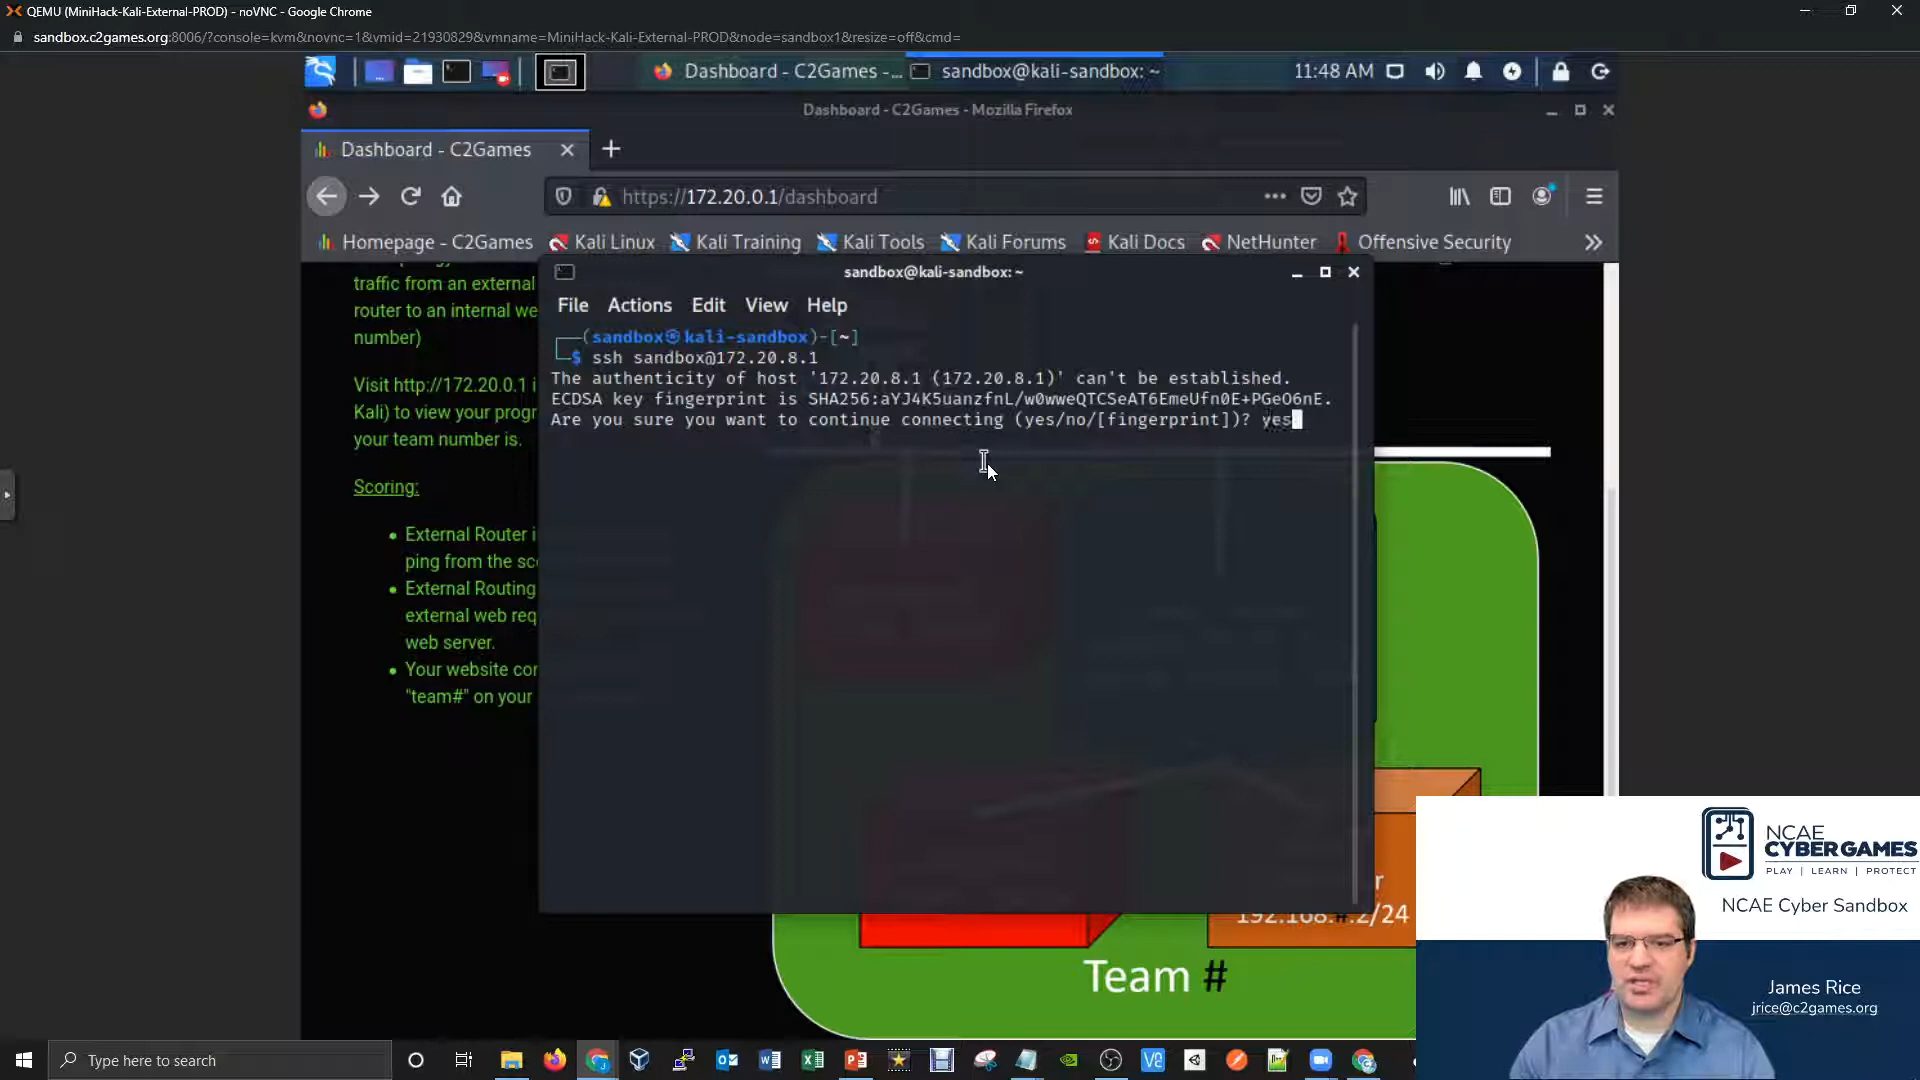 QEMU (MiniHack-Kali-External-PROD) - noVNC - Google Chrome
sandbox.c2games.org:8006/?console=kvm&novnc=1&vmid=21930829&vmname=MiniHack-Kali-External-PROD&node=sandbox1&resize=off&cmd=
Dashboard - C2Games -...
sandbox@kali-sandbox: ~
11:48 AM
Dashboard - C2Games - Mozilla Firefox
Dashboard - C2Games
https://172.20.0.1/dashboard
Homepage - C2Games
Kali Linux
Kali Training
Kali Tools
Kali Forums
Kali Docs
NetHunter
Offensive Security
traffic from an external
router to an internal we
number)
Visit http://172.20.0.1 i
Kali) to view your prog
your team number is.
Scoring:
External Router i
ping from the sc
External Routing
external web req
web server.
Your website cor
"team#" on your
sandbox@kali-sandbox: ~
File Actions Edit View Help
┌──(sandbox㉿kali-sandbox)-[~]
└─$ ssh sandbox@172.20.8.1
The authenticity of host '172.20.8.1 (172.20.8.1)' can't be established.
ECDSA key fingerprint is SHA256:aYJ4K5uanzfnL/w0wweQTCSeAT6EmeUfn0E+PGeO6nE.
Are you sure you want to continue connecting (yes/no/[fingerprint])? yes
192.168.#.2/24
Team #
NCAE
CYBERGAMES
PLAY | LEARN | PROTECT
NCAE Cyber Sandbox
James Rice
jrice@c2games.org
Type here to search